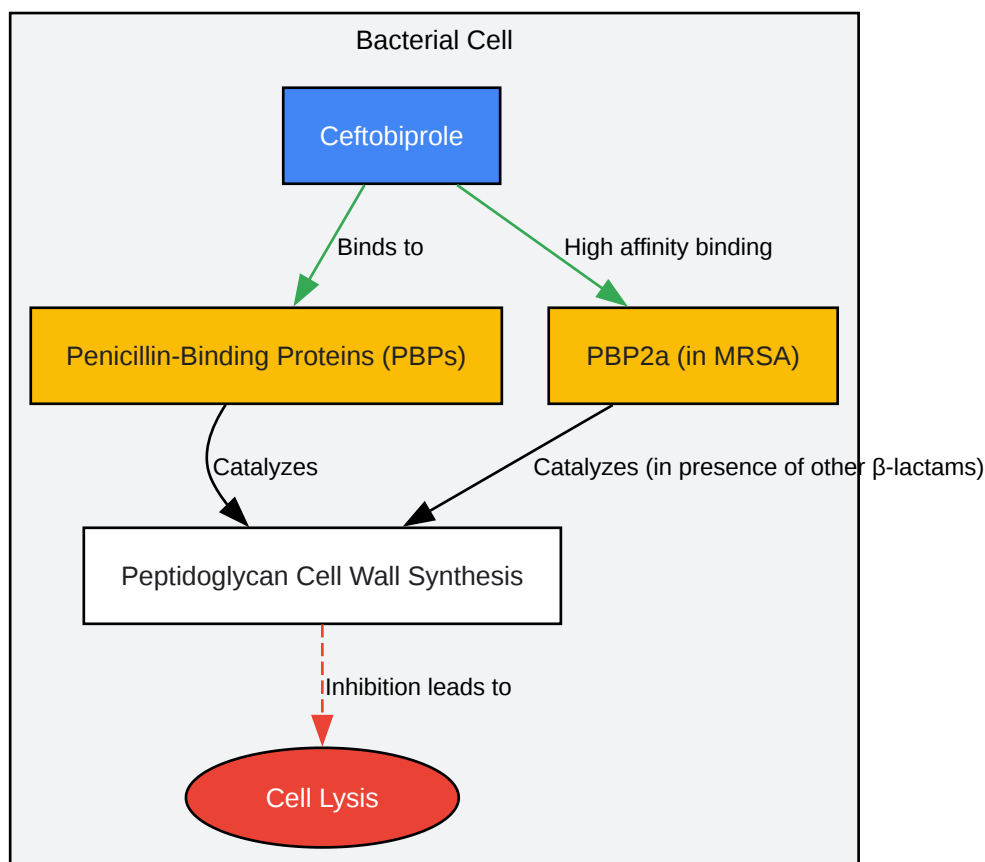 Bacterial Cell
Ceftobiprole
Binds to
High affinity binding
Penicillin-Binding Proteins (PBPs)
PBP2a (in MRSA)
Catalyzes
Catalyzes (in presence of other β-lactams)
Peptidoglycan Cell Wall Synthesis
Inhibition leads to
Cell Lysis